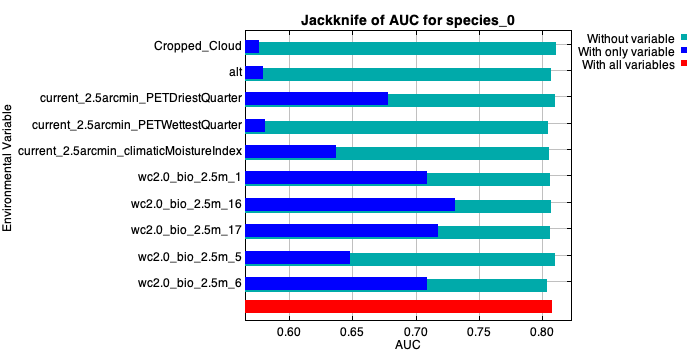 Jackknife of AUC for species_0
Without variable
With only variable
With all variables
Environmental Variable
Cropped_Cloud
alt
current_2.5arcmin_PETDriestQuarter
current_2.5arcmin_PETWettestQuarter
current_2.5arcmin_climaticMoistureIndex
wc2.0_bio_2.5m_1
wc2.0_bio_2.5m_16
wc2.0_bio_2.5m_17
wc2.0_bio_2.5m_5
wc2.0_bio_2.5m_6
0.60 0.65 0.70 0.75 0.80
AUC